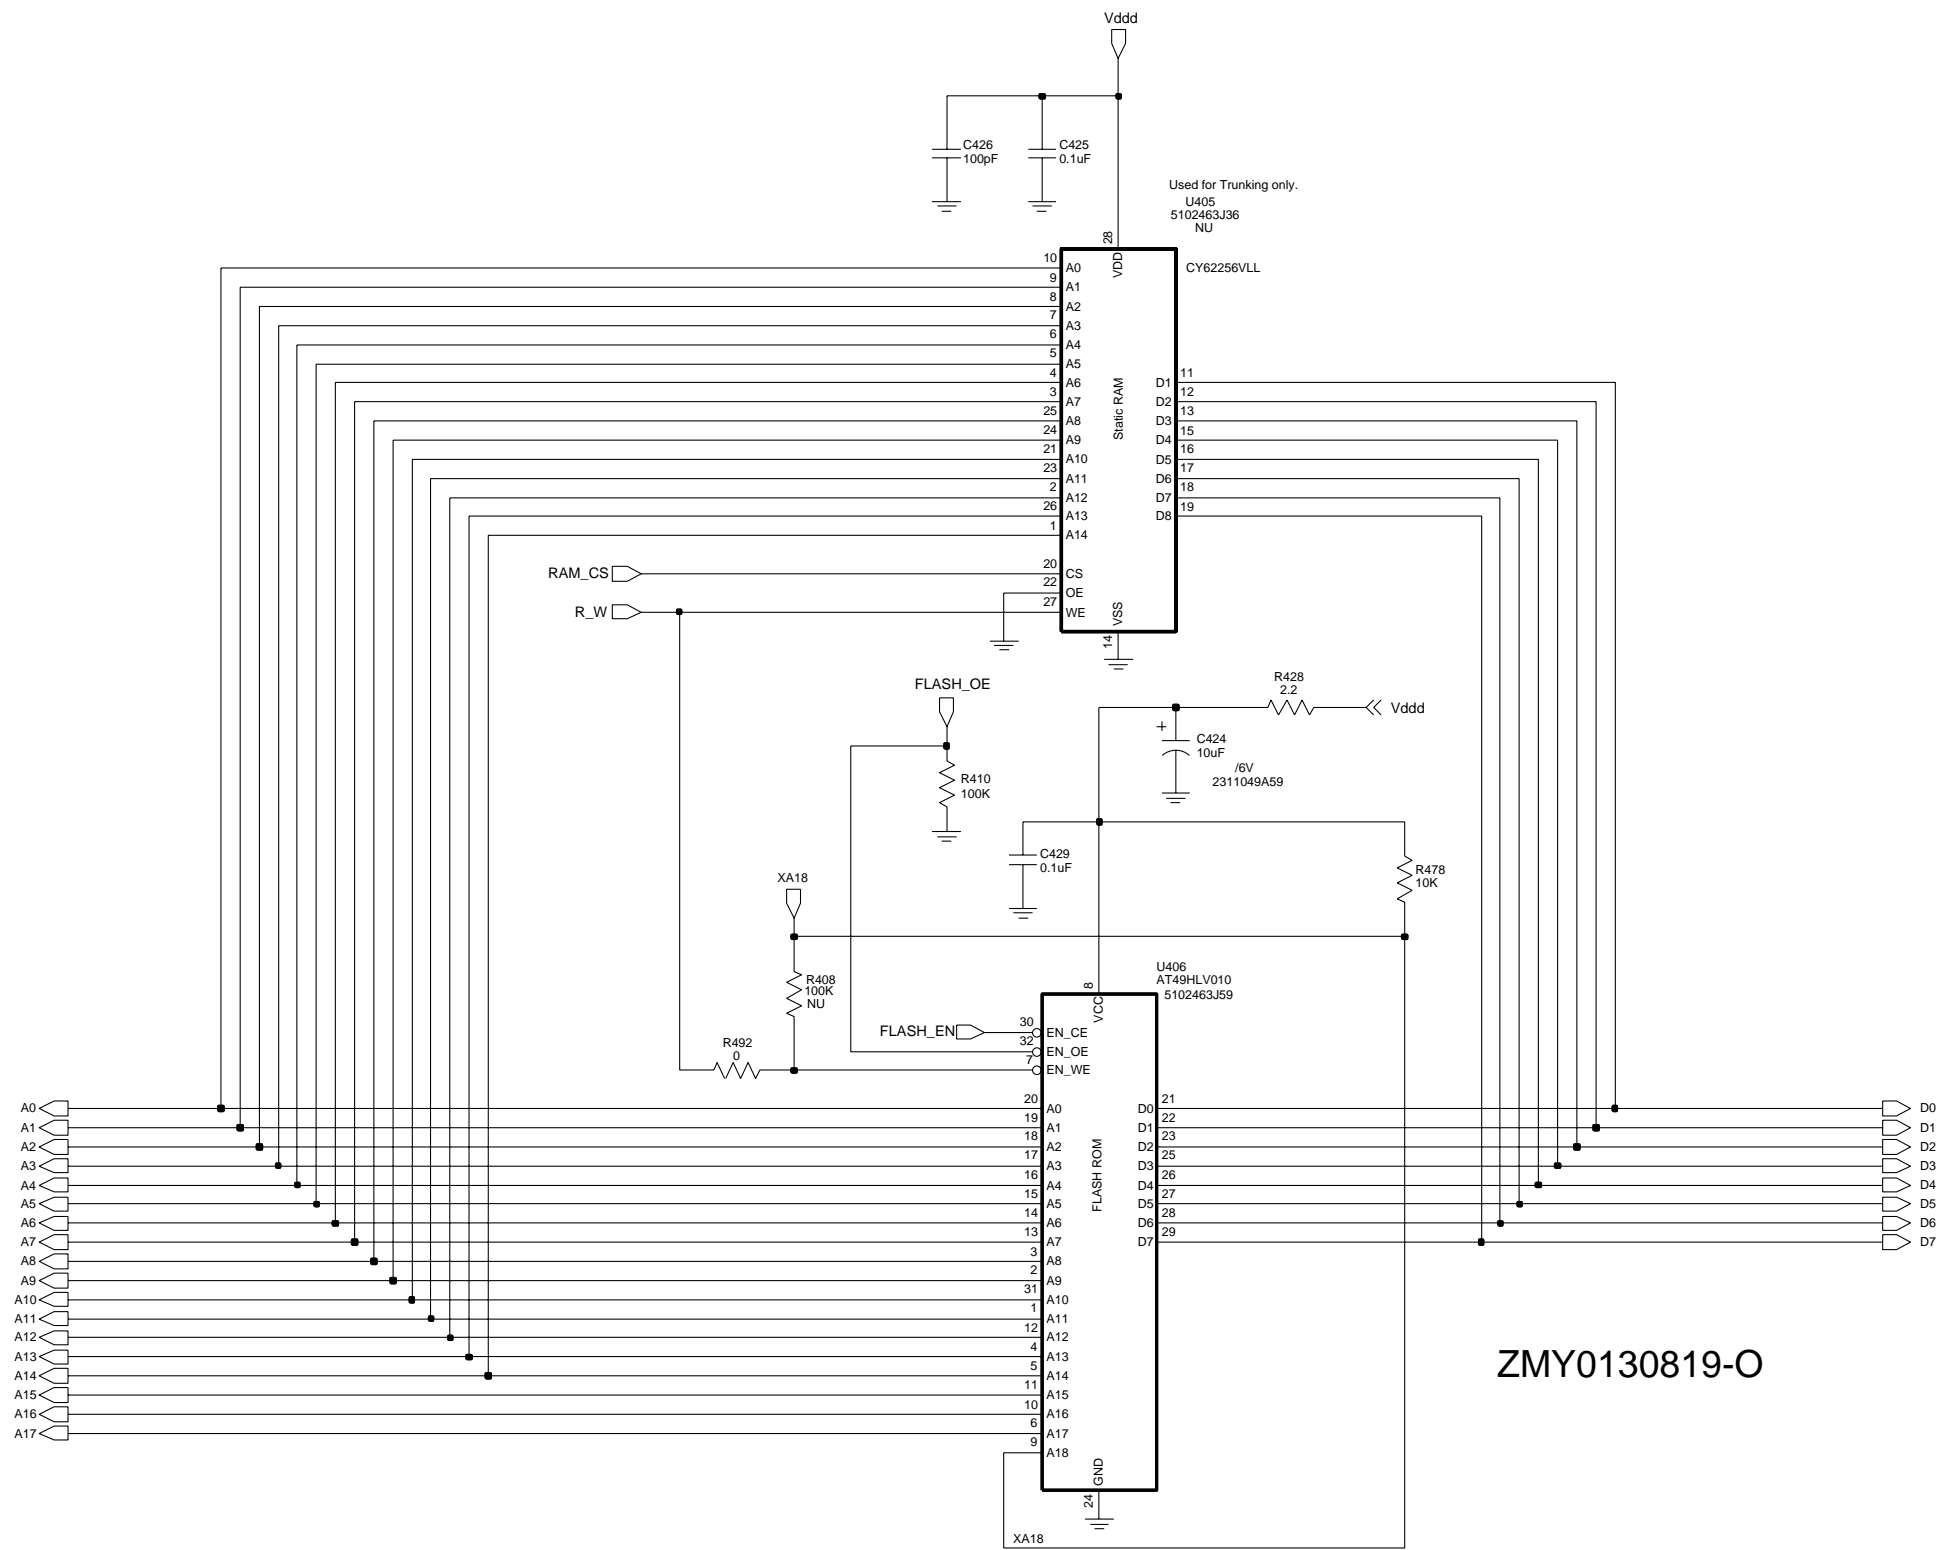 Vddd
C426
100pF
C425
0.1uF
Used for Trunking only.
U405
5102463J36
NU
28
VDD
CY62256VLL
10 A0
9 A1
8 A2
7 A3
6 A4
5 A5
4 A6
3 A7
25 A8
24 A9
21 A10
23 A11
2 A12
26 A13
1 A14
Static RAM
D1 11
D2 12
D3 13
D4 15
D5 16
D6 17
D7 18
D8 19
RAM_CS
20 CS
22 OE
R_W
27 WE
VSS
14
FLASH_OE
R428
2.2
Vddd
+
C424
10uF
/6V
2311049A59
R410
100K
C429
0.1uF
R478
10K
XA18
R408
100K
NU
U406
AT49HLV010
5102463J59
8
VCC
FLASH_EN
30 EN_CE
32 EN_OE
7 EN_WE
R492
0
A0 20 A0 D0 21 D0
A1 19 A1 D1 22 D1
A2 18 A2 D2 23 D2
A3 17 A3 D3 25 D3
A4 16 A4 D4 26 D4
A5 15 A5 D5 27 D5
A6 14 A6 D6 28 D6
A7 13 A7 D7 29 D7
FLASH ROM
A8 3 A8
A9 2 A9
A10 31 A10
A11 1 A11
A12 12 A12
A13 4 A13
A14 5 A14
A15 11 A15
A16 10 A16
A17 6 A17
9 A18
GND
24
XA18
ZMY0130819-O